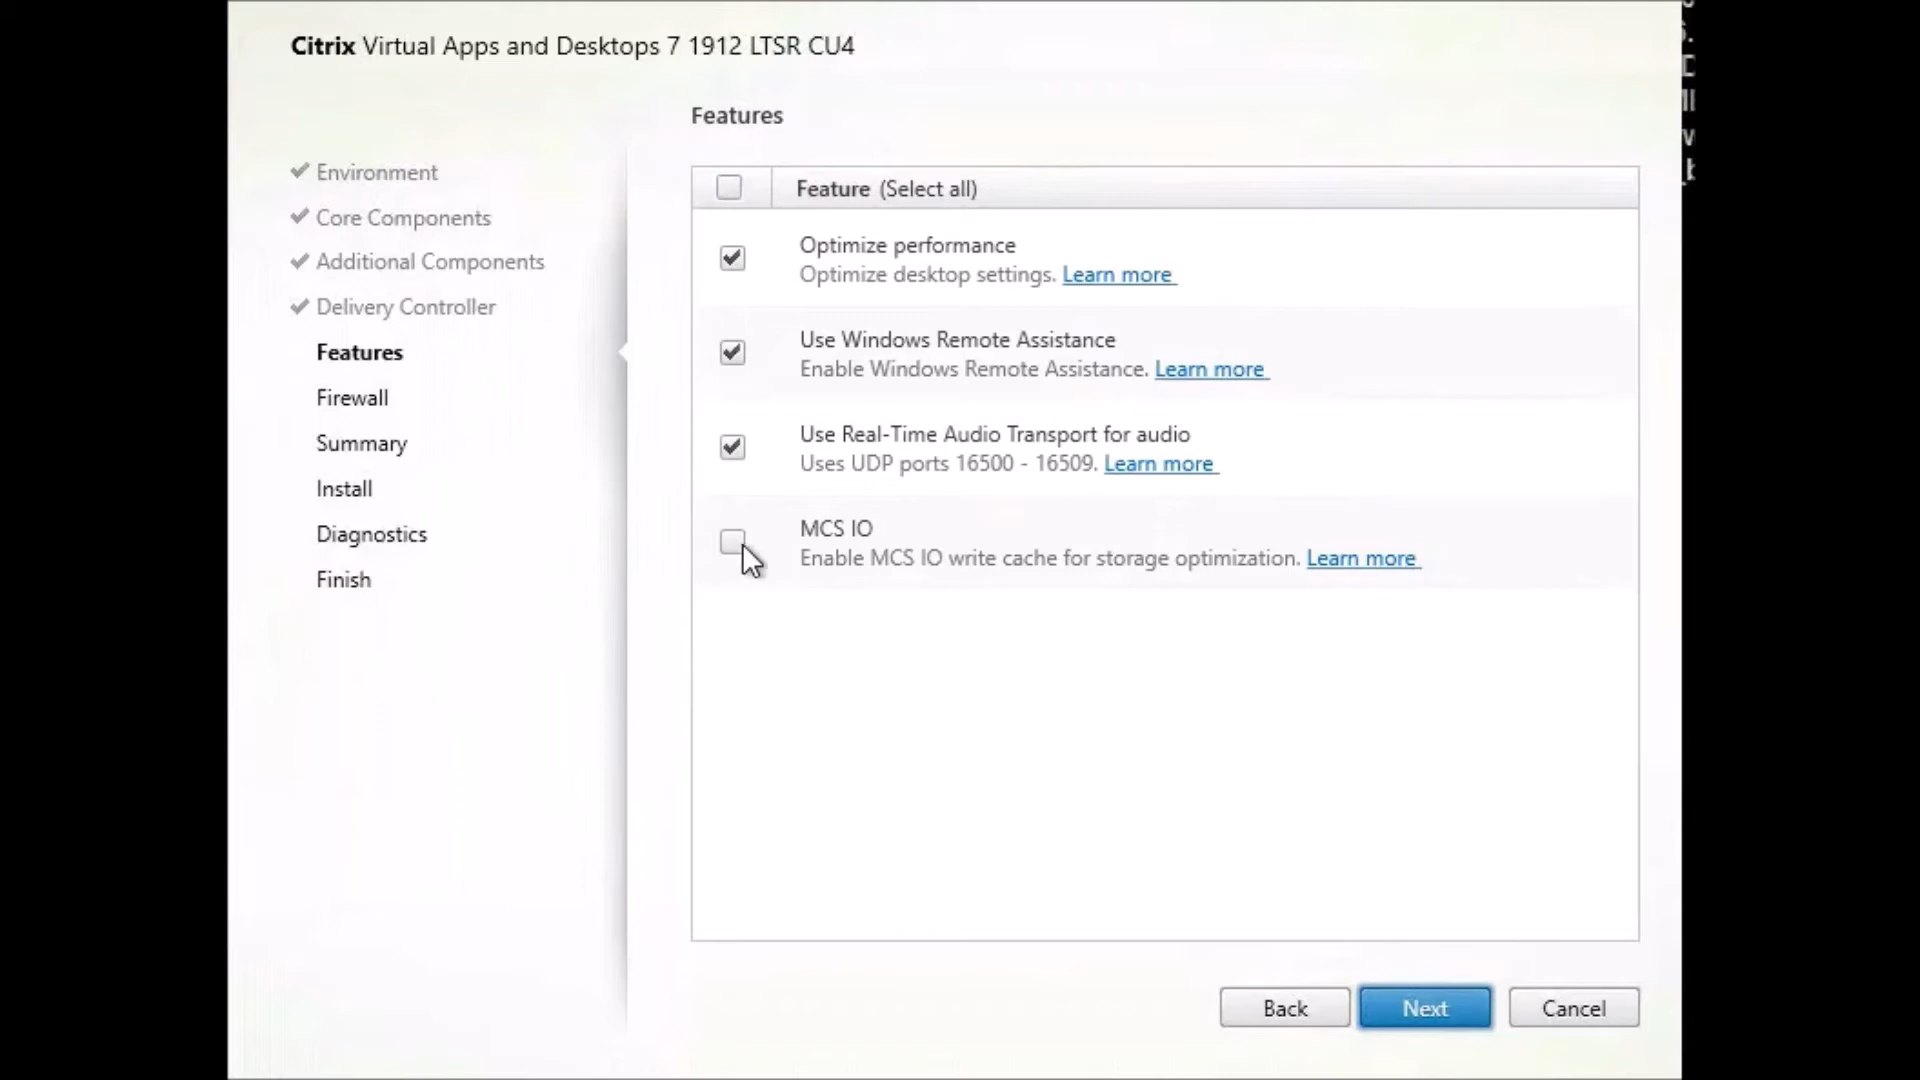 Citrix Virtual Apps and Desktops 7 1912 LTSR CU4
Features
Environment
Core Components
Additional Components
Delivery Controller
Features
Firewall
Summary
Install
Diagnostics
Finish
Feature (Select all)
Optimize performance
Optimize desktop settings. Learn more
Use Windows Remote Assistance
Enable Windows Remote Assistance. Learn more
Use Real-Time Audio Transport for audio
Uses UDP ports 16500 - 16509. Learn more
MCS IO
Enable MCS IO write cache for storage optimization. Learn more
Back
Next
Cancel